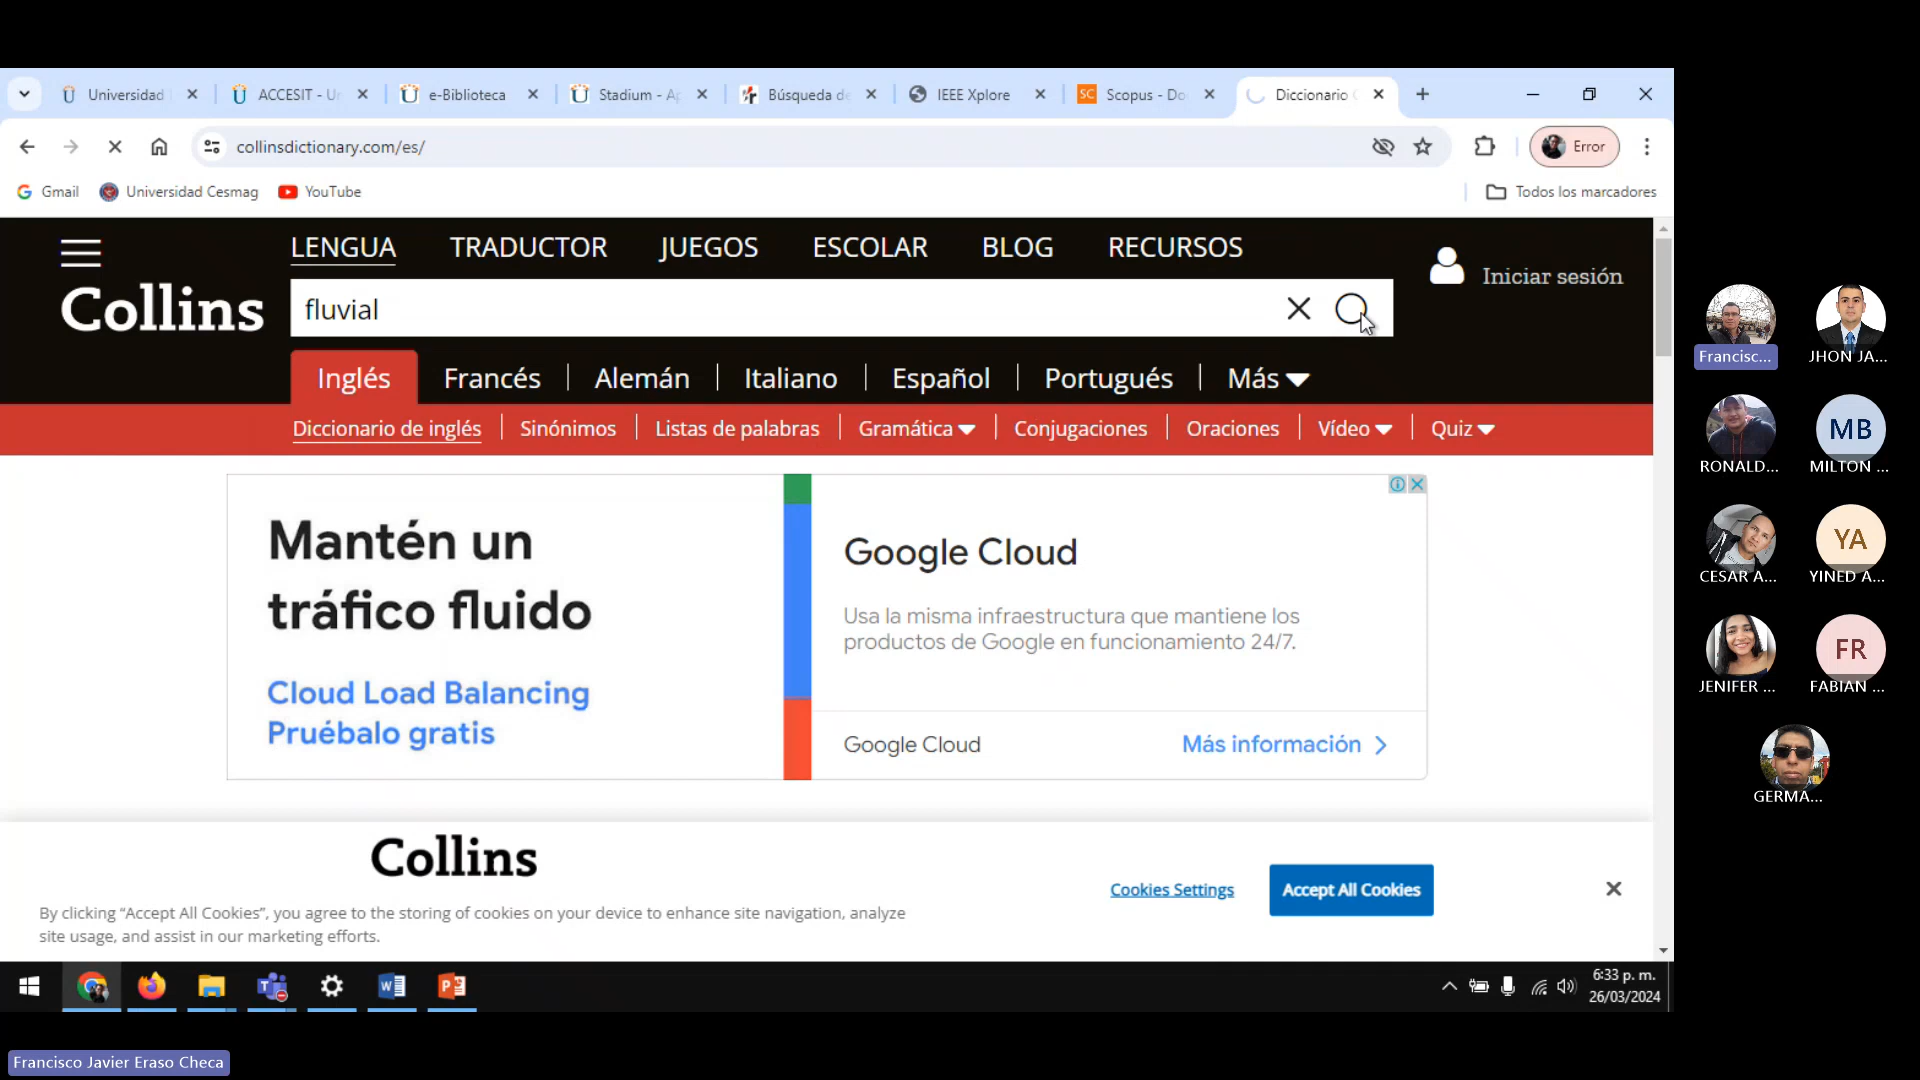 Universidad
ACCESIT - Un
e-Biblioteca
Stadium - Ap
Búsqueda de
IEEE Xplore
SC
Scopus - Do
Diccionario
collinsdictionary.com/es/
Error
Gmail
Universidad Cesmag
YouTube
Todos los marcadores
LENGUA
TRADUCTOR
JUEGOS
ESCOLAR
BLOG
RECURSOS
Iniciar sesión
Collins
fluvial
Inglés
Francés
Alemán
Italiano
Español
Portugués
Más
Diccionario de inglés
Sinónimos
Listas de palabras
Gramática
Conjugaciones
Oraciones
Vídeo
Quiz
Mantén un
tráfico fluido
Cloud Load Balancing
Pruébalo gratis
Google Cloud
Usa la misma infraestructura que mantiene los
productos de Google en funcionamiento 24/7.
Google Cloud
Más información
Collins
By clicking “Accept All Cookies”, you agree to the storing of cookies on your device to enhance site navigation, analyze
site usage, and assist in our marketing efforts.
Cookies Settings
Accept All Cookies
6:33 p. m.
26/03/2024
Francisc...
JHON JA...
RONALD...
MB
MILTON ...
CESAR A...
YA
YINED A...
JENIFER ...
FR
FABIAN ...
GERMA...
Francisco Javier Eraso Checa